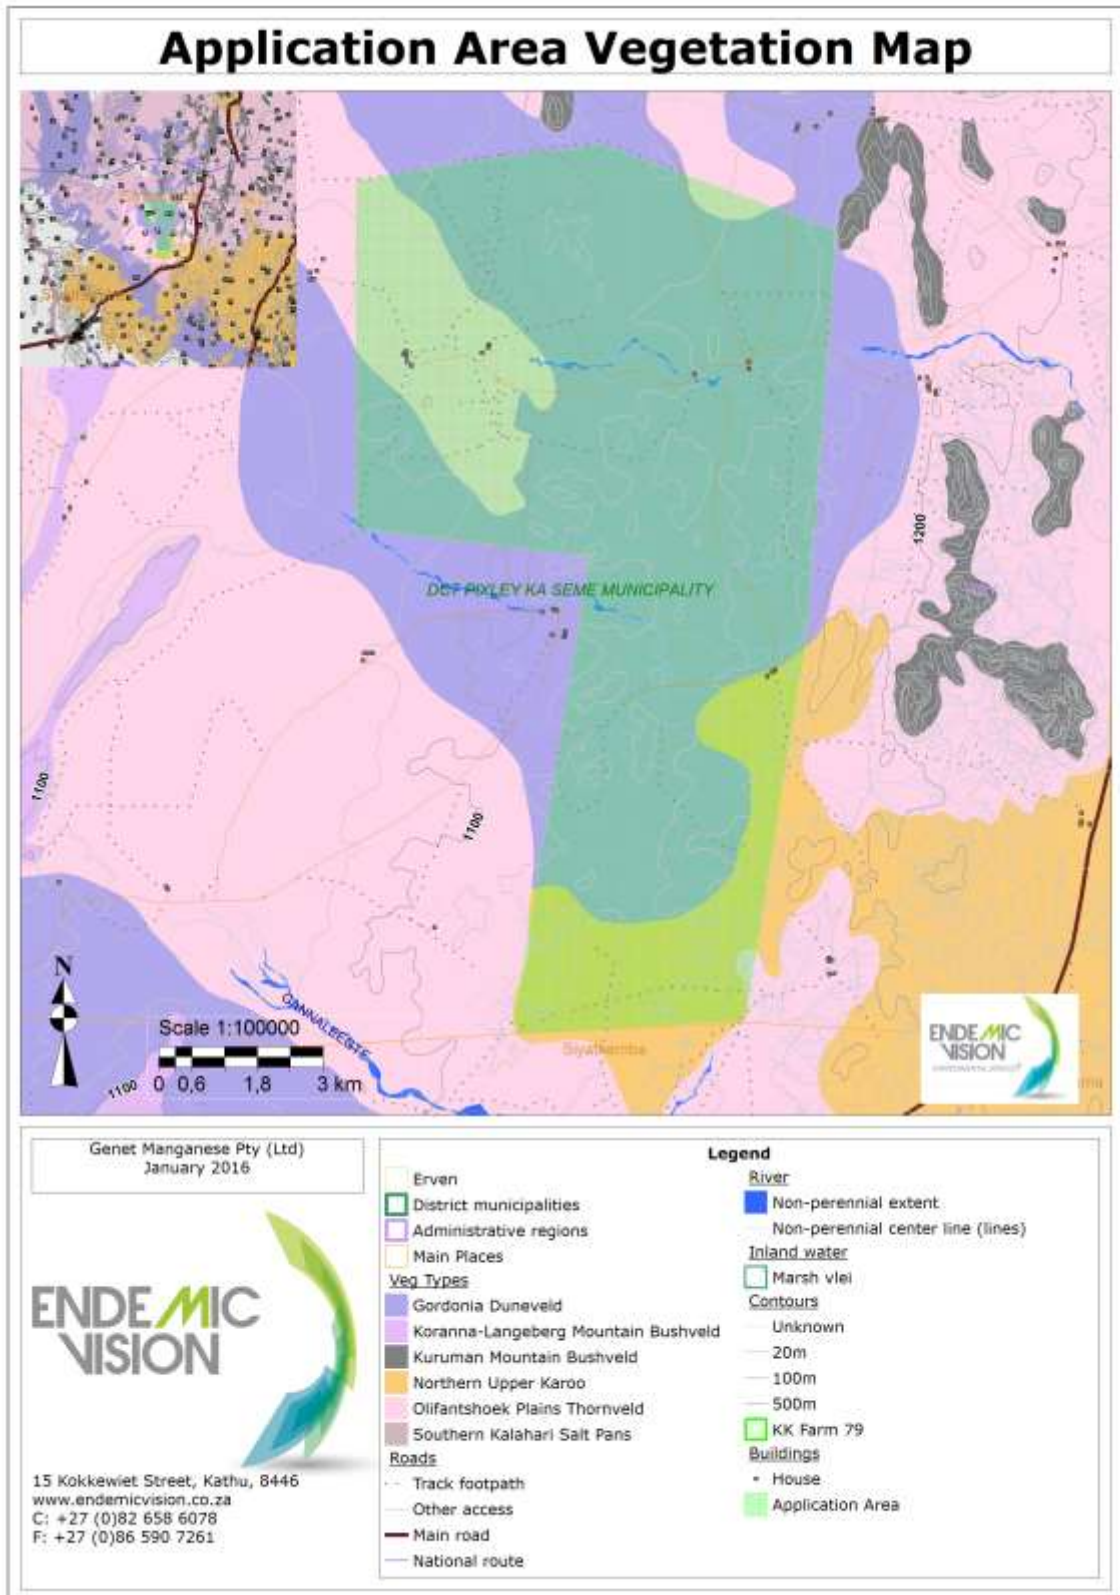 Application Area Vegetation Map
DC7 PIXLEY KA SEME MUNICIPALITY
1200
1100
1100
N
Scale 1:100000
0 0,6 1,8 3 km
1100
Siyathemba
ENDEMIC
VISION
Genet Manganese Pty (Ltd)
January 2016
ENDEMIC
VISION
15 Kokkewiet Street, Kathu, 8446
www.endemicvision.co.za
C: +27 (0)82 658 6078
F: +27 (0)86 590 7261
Legend
Erven
District municipalities
Administrative regions
Main Places
Veg Types
Gordonia Duneveld
Koranna-Langeberg Mountain Bushveld
Kuruman Mountain Bushveld
Northern Upper Karoo
Olifantshoek Plains Thornveld
Southern Kalahari Salt Pans
Roads
Track footpath
Other access
Main road
National route
River
Non-perennial extent
Non-perennial center line (lines)
Inland water
Marsh vlei
Contours
Unknown
20m
100m
500m
KK Farm 79
Buildings
House
Application Area